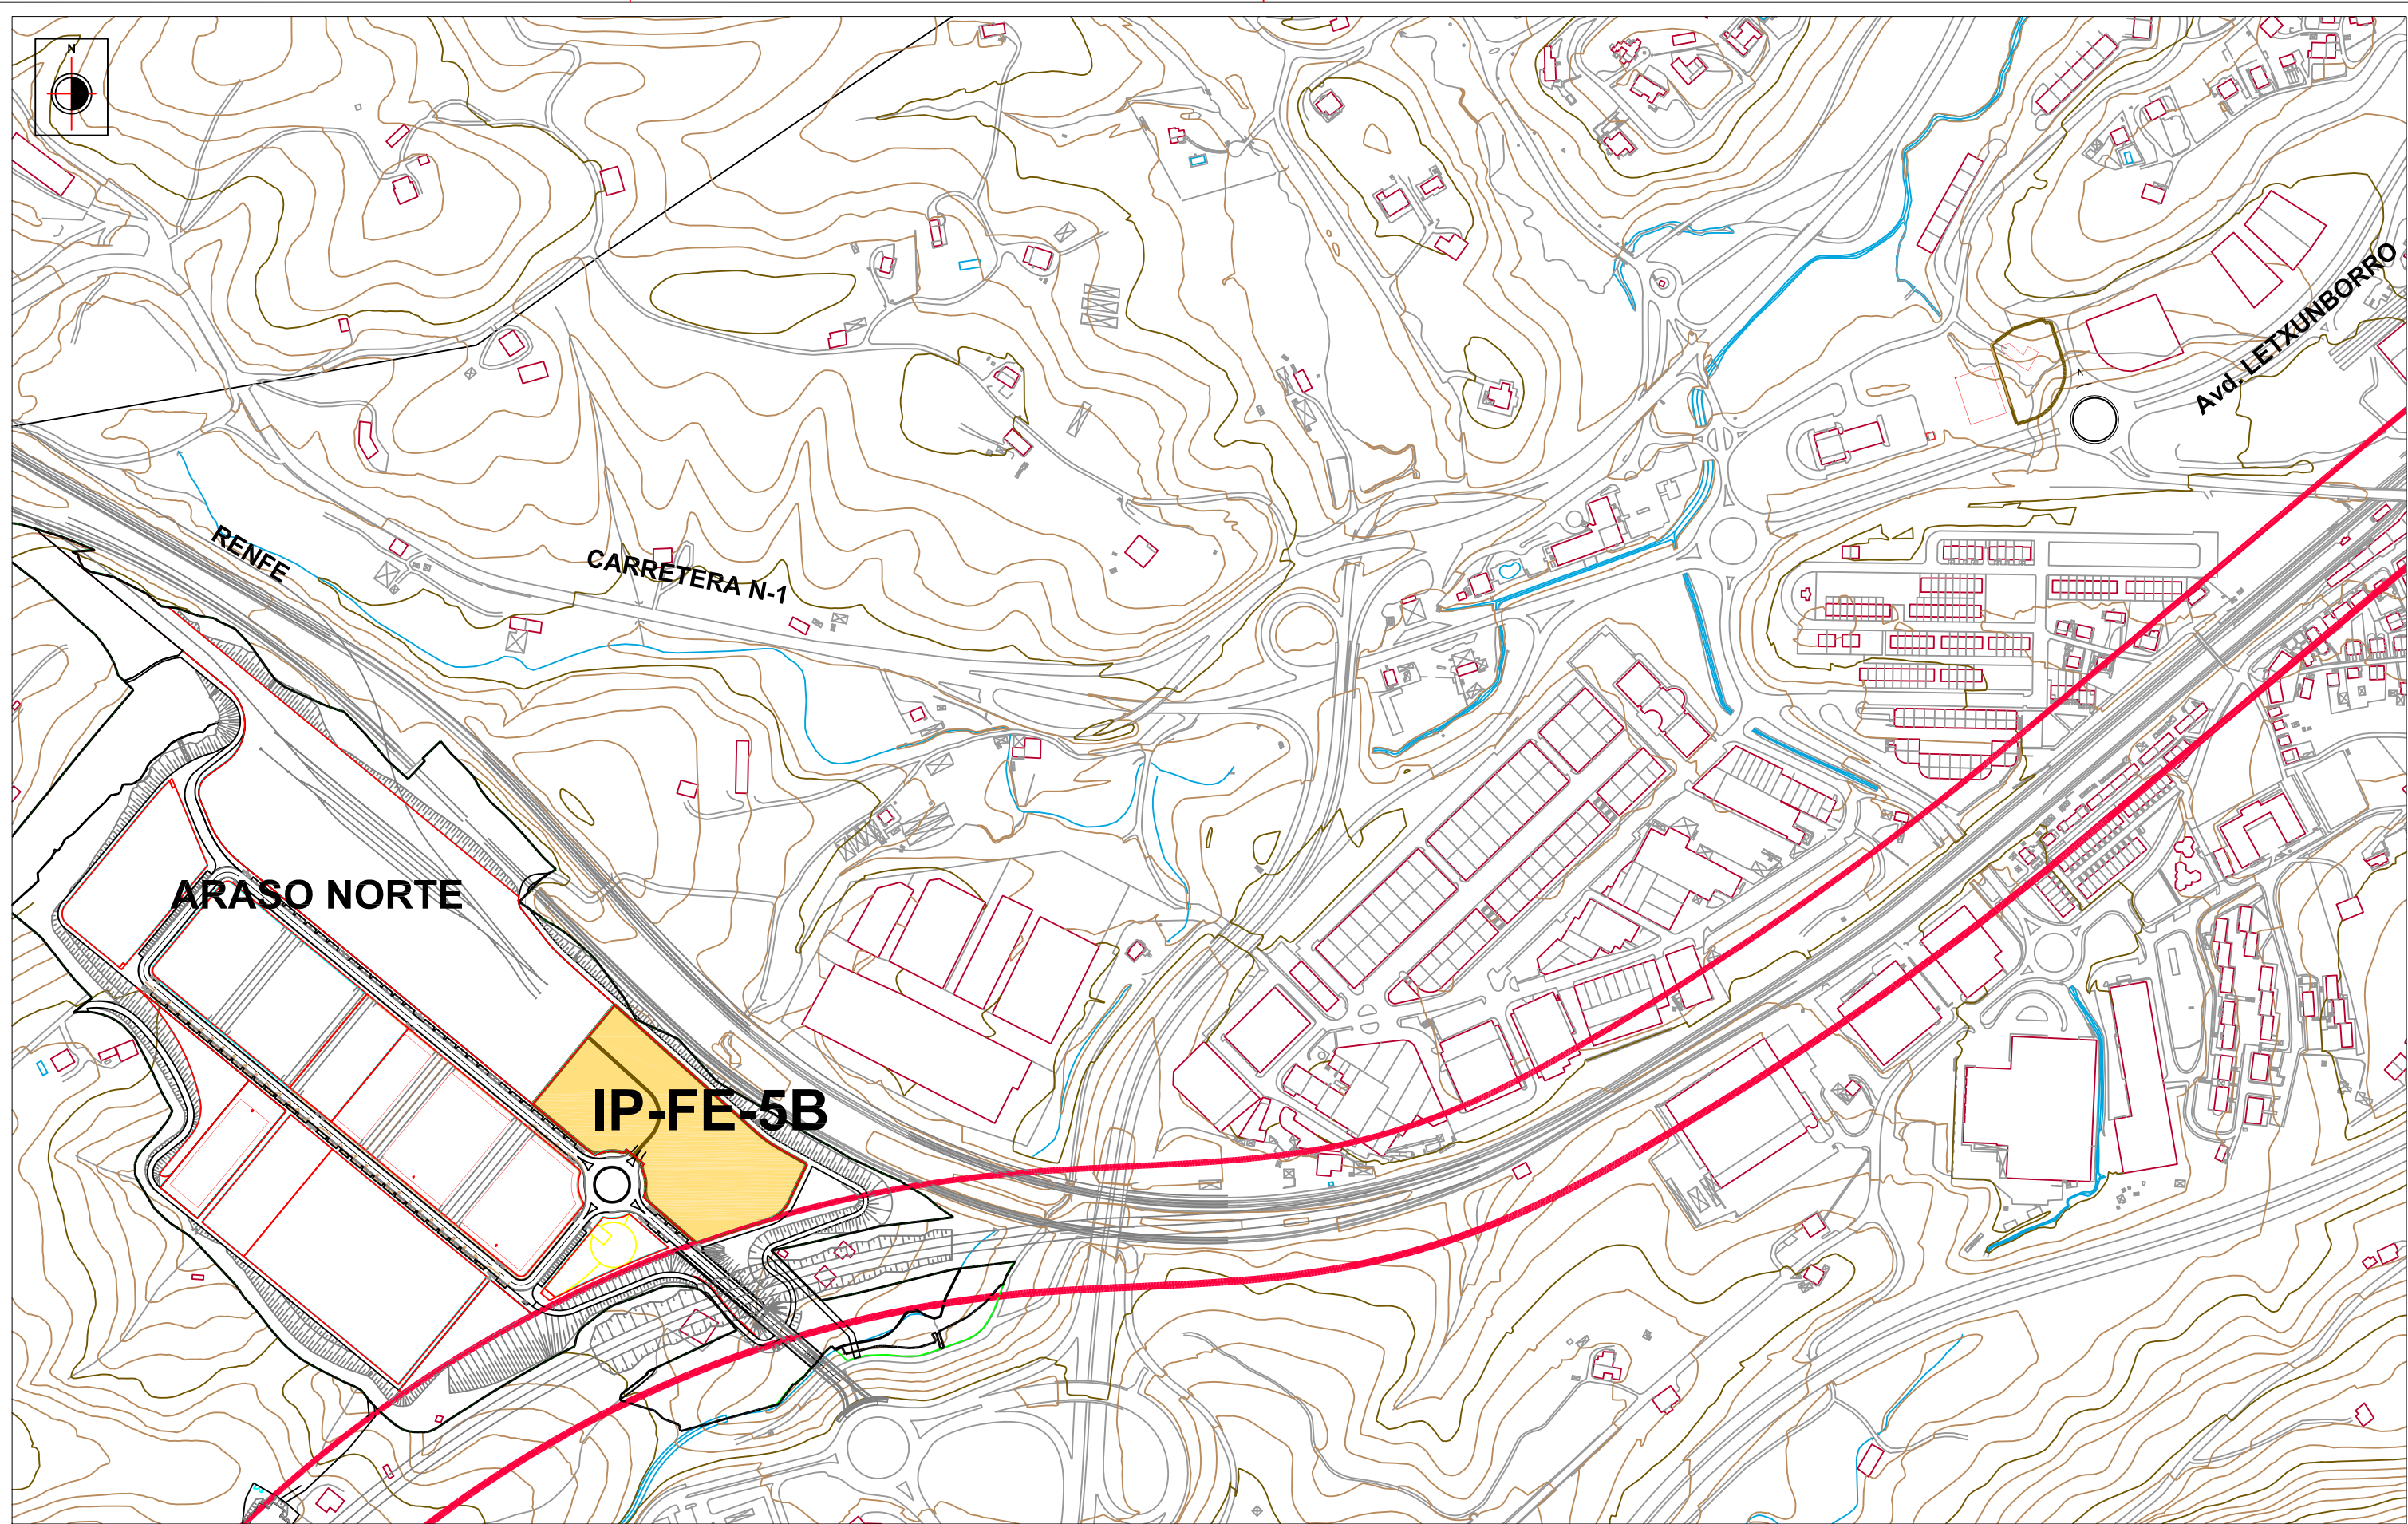 N
Avd. LETXUNBORRO
RENFE
CARRETERA N-1
ARASO NORTE
IP-FE-5B